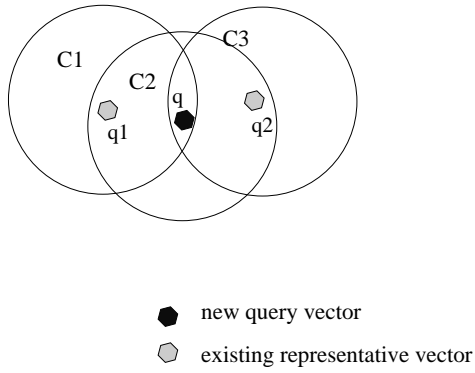 C1
C2
C3
q
q1
q2
new query vector
existing representative vector